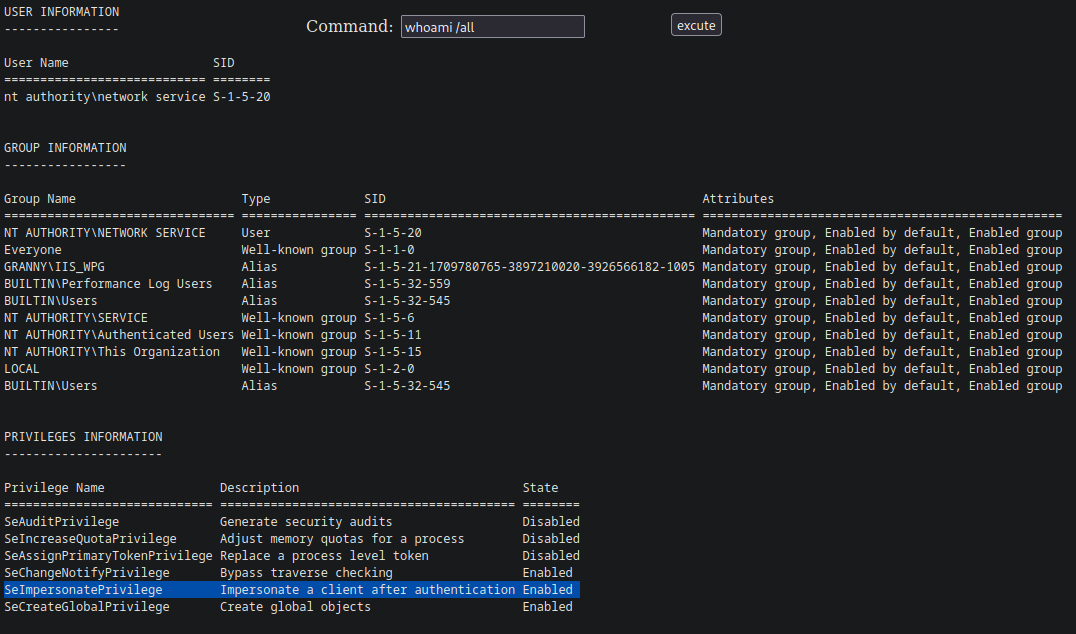 USER INFORMATION
----------------
Command: whoami /all excute
User Name                    SID
============================ ========
nt authority\network service S-1-5-20
GROUP INFORMATION
-----------------
Group Name                       Type             SID                                            Attributes
================================ ================ ============================================== ==================================================
NT AUTHORITY\NETWORK SERVICE     User             S-1-5-20                                       Mandatory group, Enabled by default, Enabled group
Everyone                         Well-known group S-1-1-0                                        Mandatory group, Enabled by default, Enabled group
GRANNY\IIS_WPG                   Alias            S-1-5-21-1709780765-3897210020-3926566182-1005 Mandatory group, Enabled by default, Enabled group
BUILTIN\Performance Log Users    Alias            S-1-5-32-559                                   Mandatory group, Enabled by default, Enabled group
BUILTIN\Users                    Alias            S-1-5-32-545                                   Mandatory group, Enabled by default, Enabled group
NT AUTHORITY\SERVICE             Well-known group S-1-5-6                                        Mandatory group, Enabled by default, Enabled group
NT AUTHORITY\Authenticated Users Well-known group S-1-5-11                                       Mandatory group, Enabled by default, Enabled group
NT AUTHORITY\This Organization   Well-known group S-1-5-15                                       Mandatory group, Enabled by default, Enabled group
LOCAL                            Well-known group S-1-2-0                                        Mandatory group, Enabled by default, Enabled group
BUILTIN\Users                    Alias            S-1-5-32-545                                   Mandatory group, Enabled by default, Enabled group
PRIVILEGES INFORMATION
----------------------
Privilege Name                Description                               State
============================= ========================================= ========
SeAuditPrivilege              Generate security audits                  Disabled
SeIncreaseQuotaPrivilege      Adjust memory quotas for a process        Disabled
SeAssignPrimaryTokenPrivilege Replace a process level token             Disabled
SeChangeNotifyPrivilege       Bypass traverse checking                  Enabled
SeImpersonatePrivilege        Impersonate a client after authentication Enabled
SeCreateGlobalPrivilege       Create global objects                     Enabled